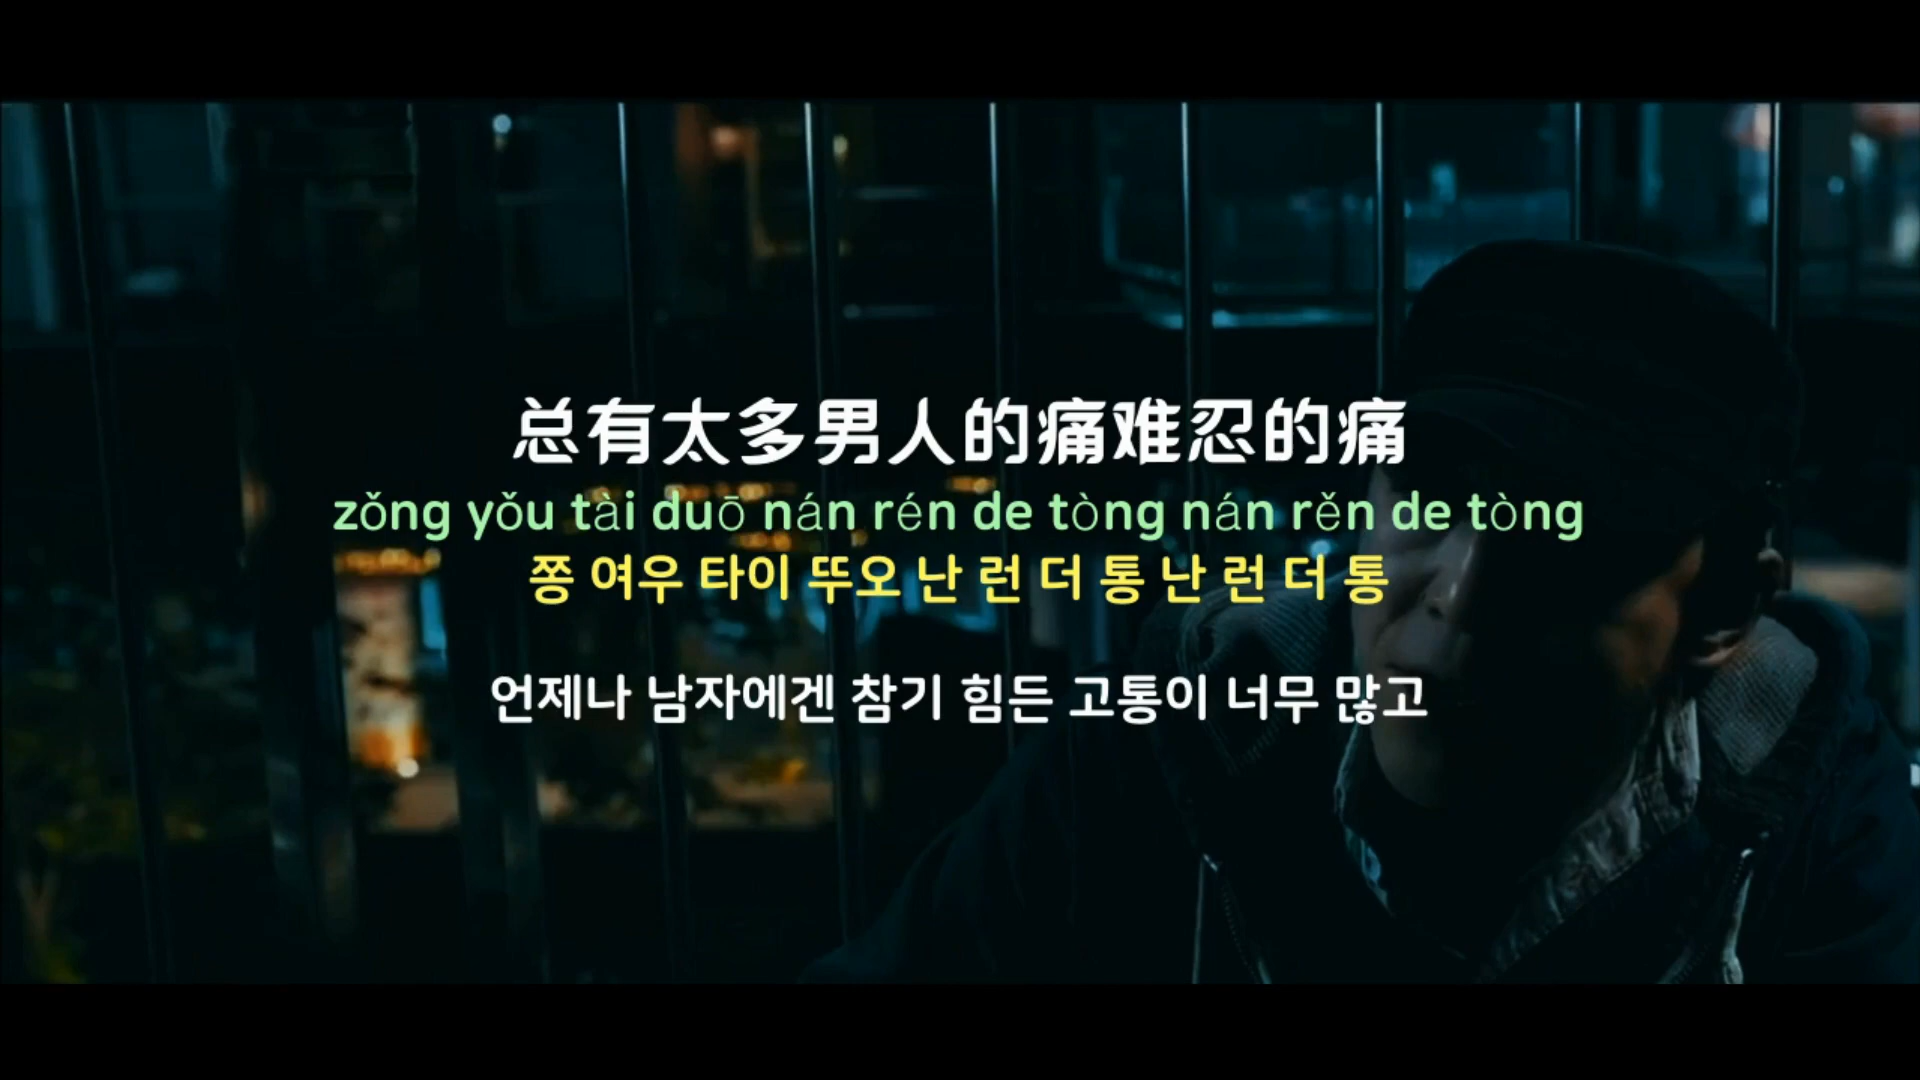 总有太多男人的痛难忍的痛
zǒng yǒu tài duō nán rén de tòng nán rěn de tòng
쫑 여우 타이 뚜오 난 런 더 통 난 런 더 통
언제나 남자에겐 참기 힘든 고통이 너무 많고